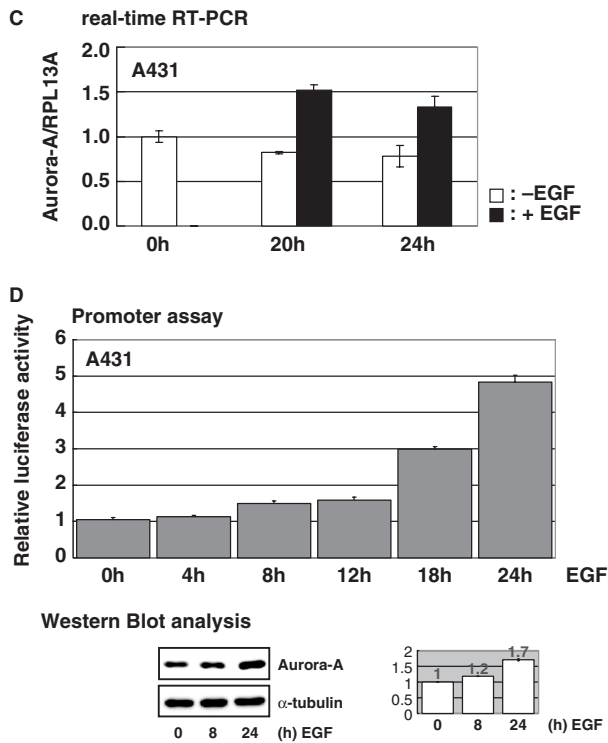 C real-time RT-PCR
Aurora-A/RPL13A
2.0
1.5
1.0
0.5
0.0
A431
0h 20h 24h
: –EGF
: + EGF
D
Promoter assay
Relative luciferase activity
6
5
4
3
2
1
0
A431
0h 4h 8h 12h 18h 24h EGF
Western Blot analysis
Aurora-A
α-tubulin
0 8 24 (h) EGF
2
1.5
1
0.5
0
1 1.2 1.7
0 8 24 (h) EGF